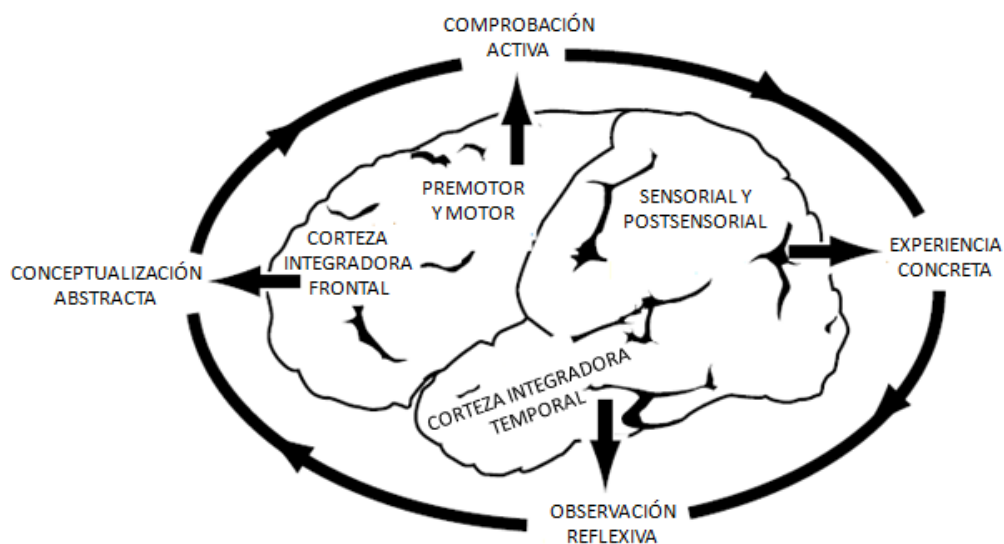 COMPROBACIÓN
ACTIVA
PREMOTOR
Y MOTOR
SENSORIAL Y
POSTSENSORIAL
CORTEZA
INTEGRADORA
FRONTAL
EXPERIENCIA
CONCRETA
CONCEPTUALIZACIÓN
ABSTRACTA
CORTEZA INTEGRADORA
TEMPORAL
OBSERVACIÓN
REFLEXIVA